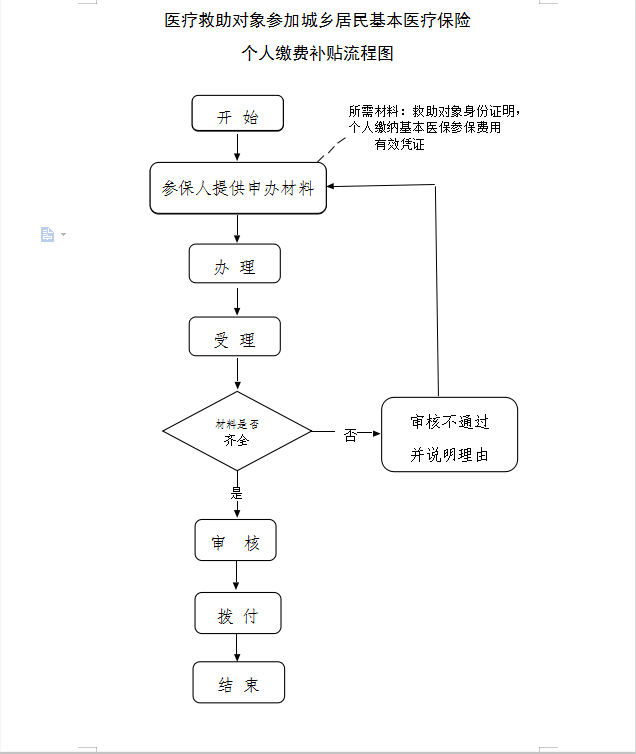 医疗救助对象参加城乡居民基本医疗保险
个人缴费补贴流程图
开 始
所需材料：救助对象身份证明，
个人缴纳基本医保参保费用
有效凭证
参保人提供申办材料
办 理
受 理
材料是否
齐全
否
审核不通过
并说明理由
是
审 核
拨 付
结 束